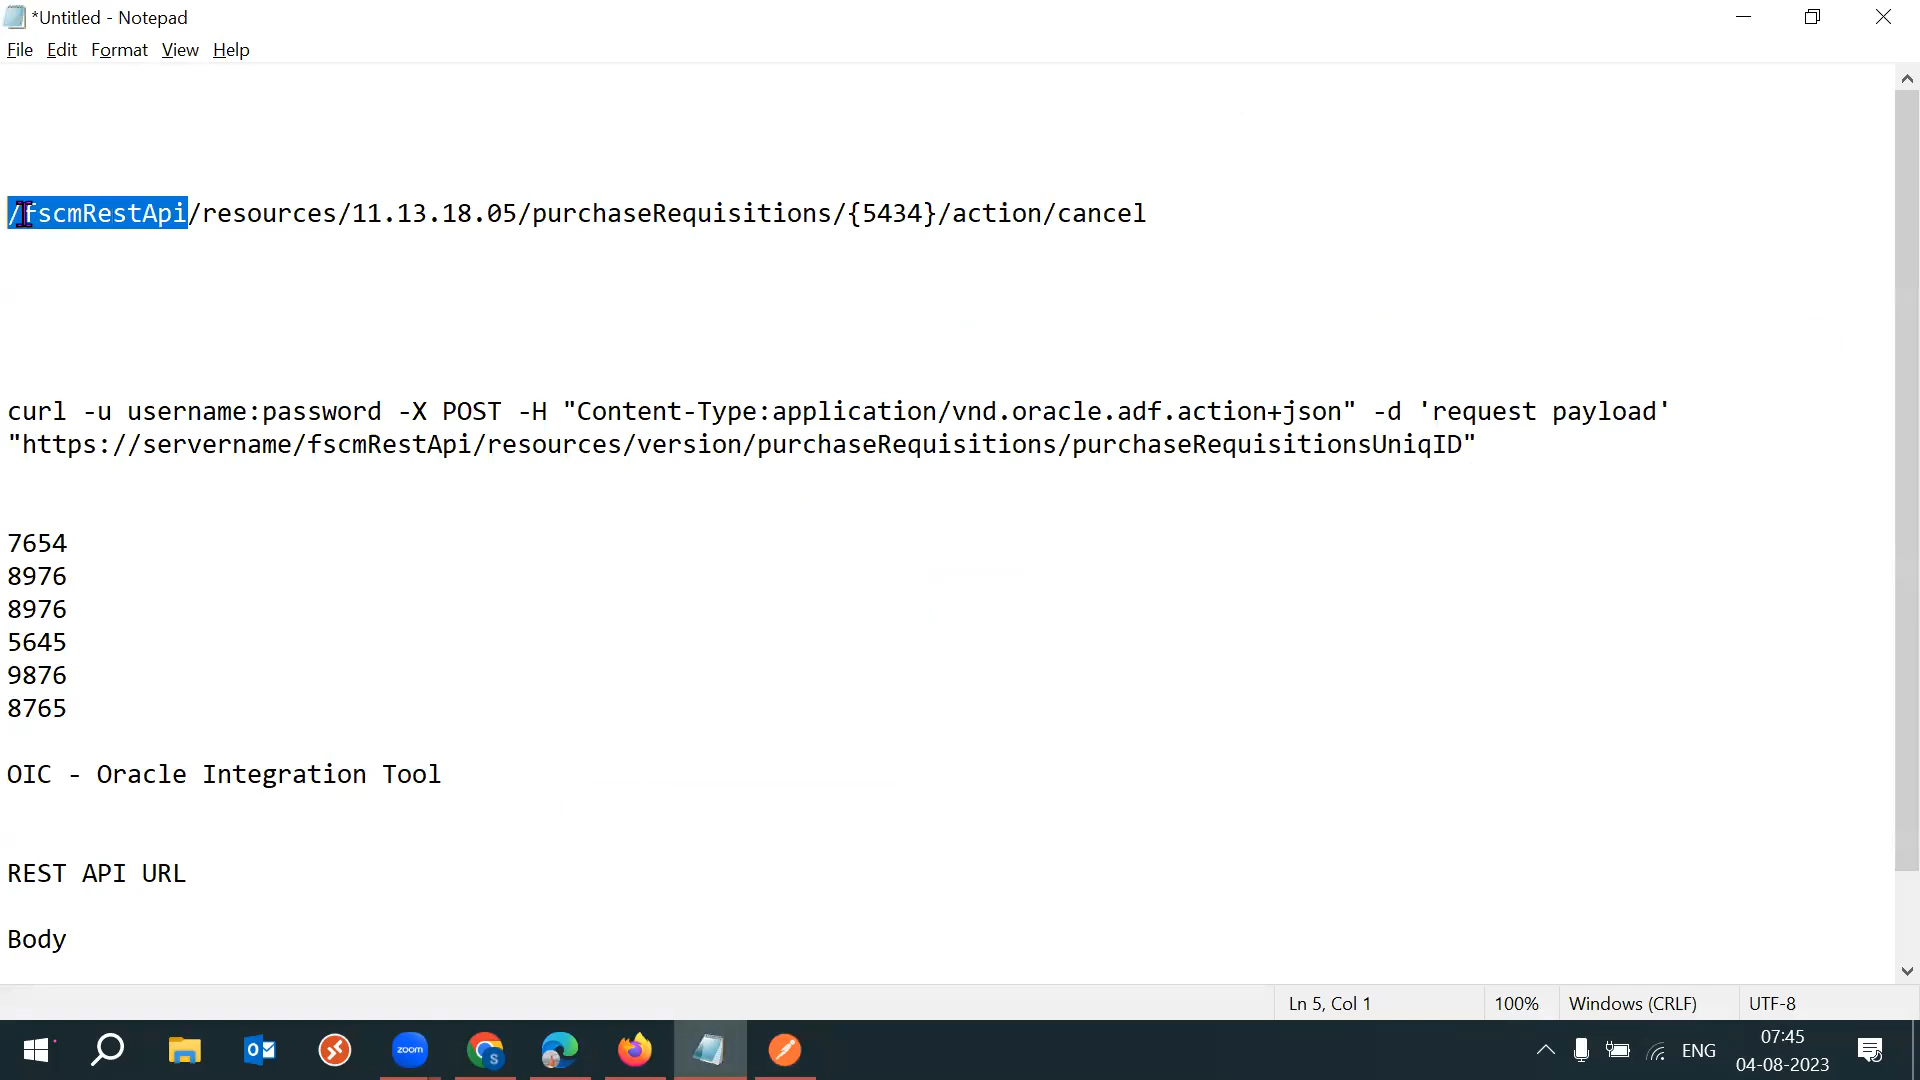 *Untitled - Notepad
File Edit Format View Help
/fscmRestApi/resources/11.13.18.05/purchaseRequisitions/{5434}/action/cancel
curl -u username:password -X POST -H "Content-Type:application/vnd.oracle.adf.action+json" -d 'request payload'
"https://servername/fscmRestApi/resources/version/purchaseRequisitions/purchaseRequisitionsUniqID"
7654
8976
8976
5645
9876
8765
OIC - Oracle Integration Tool
REST API URL
Body
Ln 5, Col 1 100% Windows (CRLF) UTF-8
zoom S ENG 07:45
04-08-2023